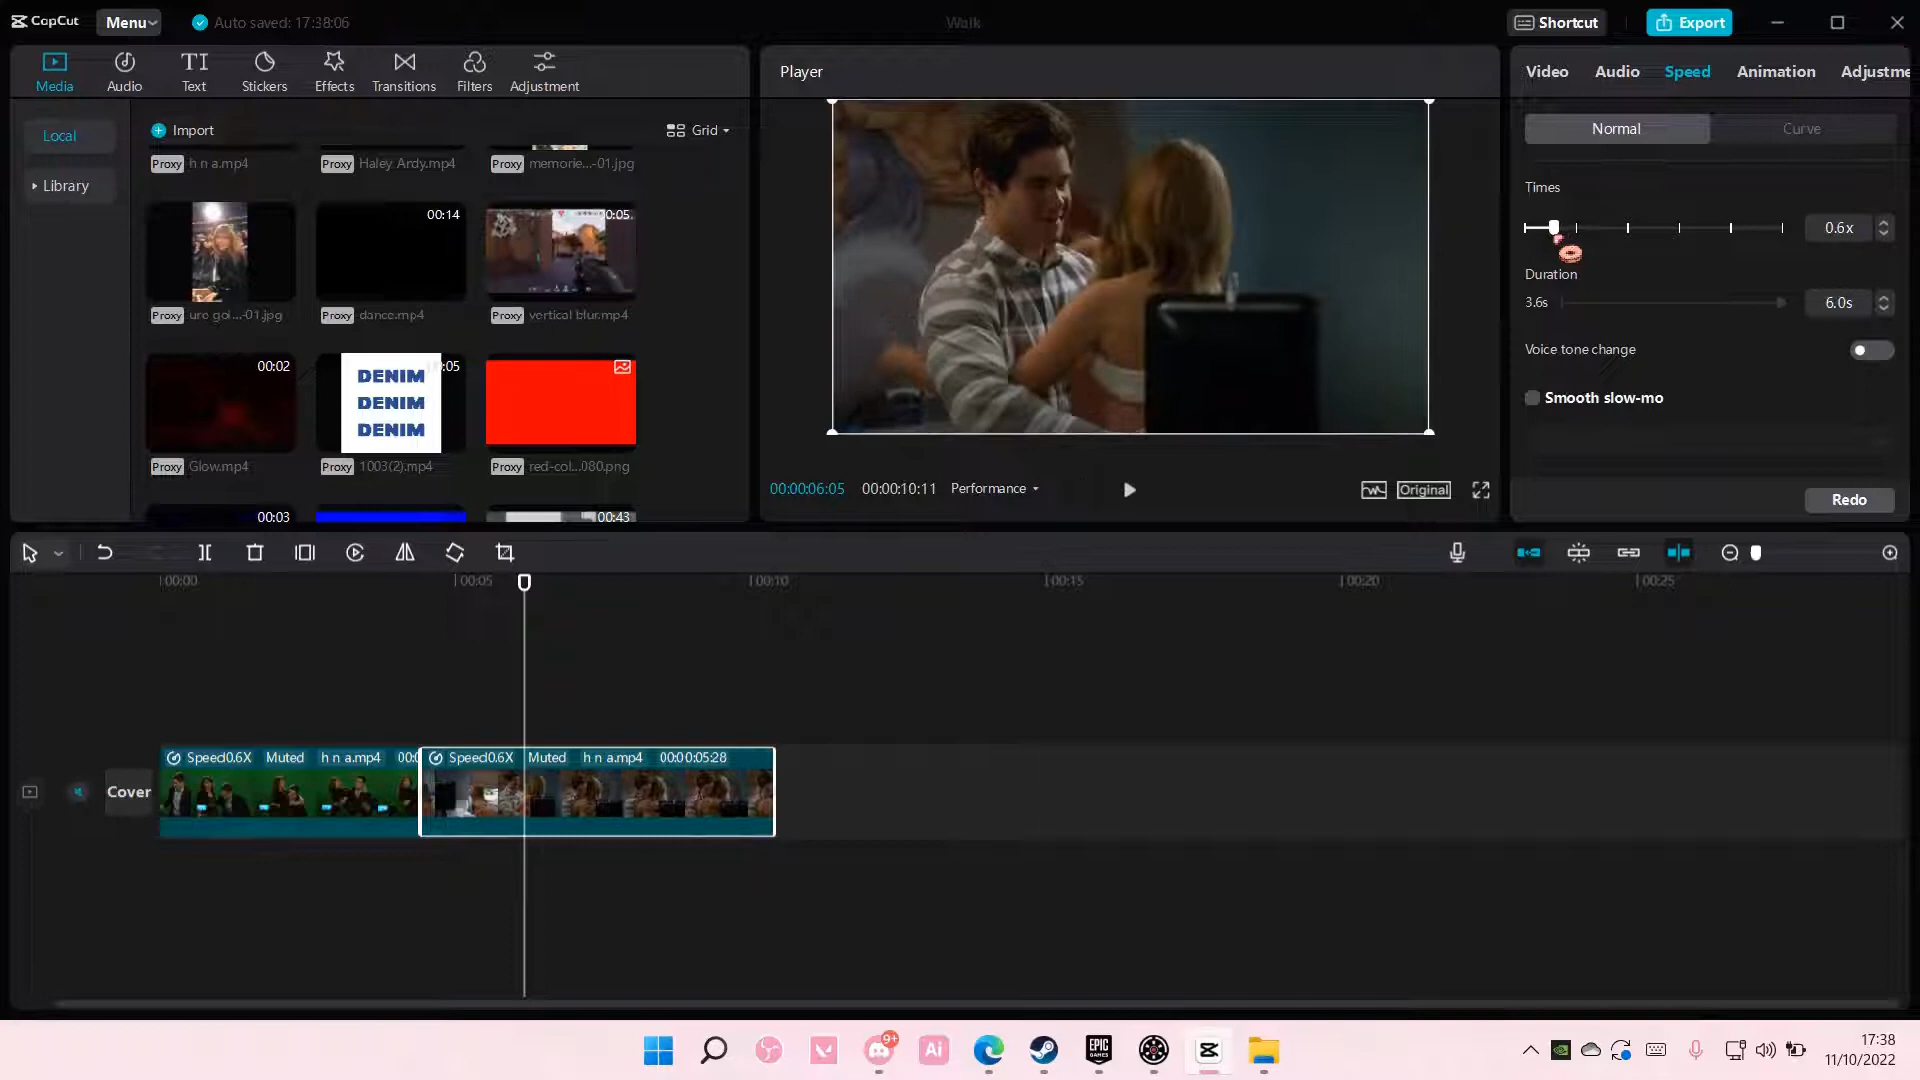 CapCut
Menu
Auto saved: 17:38:06
Walk
Shortcut
Export
Media
Audio
Text
Stickers
Effects
Transitions
Filters
Adjustment
Player
Video
Audio
Speed
Animation
Adjustme
Local
Library
Import
Grid
Proxy h n a.mp4
Proxy Haley Ardy.mp4
Proxy memorie...-01.jpg
00:14
Proxy ure gol...-01.jpg
Proxy dance.mp4
Proxy vertical blur.mp4
00:02
DENIM
DENIM
DENIM
Proxy Glow.mp4
Proxy 1003(2).mp4
Proxy red-col...080.png
00:03
00:43
00:00:06:05
00:00:10:11
Performance
Original
Normal
Curve
Times
0.6x
Duration
3.6s
6.0s
Voice tone change
Smooth slow-mo
Redo
00:00
00:05
00:10
00:15
00:20
00:25
Cover
Speed0.6X Muted h n a.mp4
Speed0.6X Muted h n a.mp4 00:00:05:28
9+
Ai
EPIC
GAMES
17:38
11/10/2022